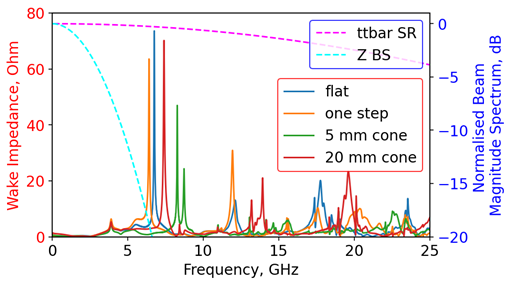 80
60
40
20
0
Wake Impedance, Ohm
0
5
10
15
20
25
Frequency, GHz
0
−5
−10
−15
−20
Normalised Beam
Magnitude Spectrum, dB
ttbar SR
Z BS
flat
one step
5 mm cone
20 mm cone